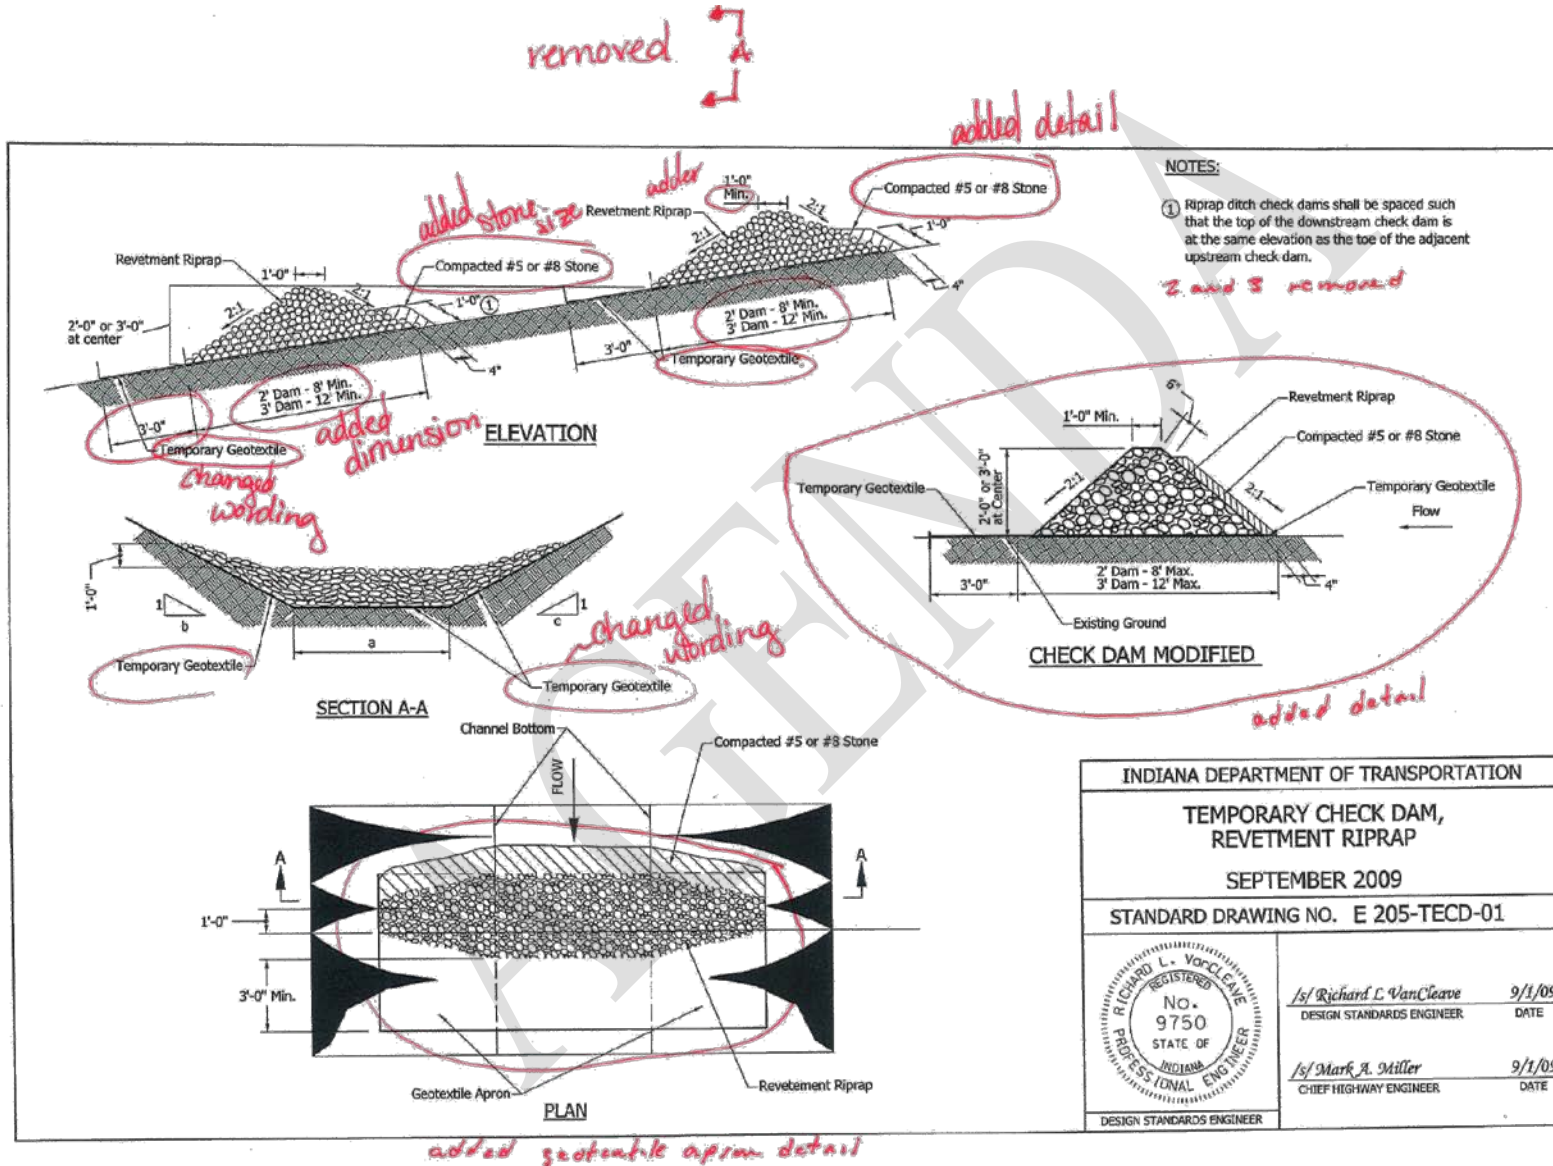 removed
A
added detail
NOTES:
① Riprap ditch check dams shall be spaced such
that the top of the downstream check dam is
at the same elevation as the toe of the adjacent
upstream check dam.
2 and 3 removed
added stone size
adder
1'-0"
Min.
Compacted #5 or #8 Stone
Revetment Riprap
2:1
2:1
1'-0"
4"
Revetment Riprap
1'-0"
Compacted #5 or #8 Stone
2:1
2:1
1'-0"
①
2'-0" or 3'-0"
at center
2' Dam - 8' Min.
3' Dam - 12' Min.
3'-0"
Temporary Geotextile
4"
2' Dam - 8' Min.
3' Dam - 12' Min.
3'-0"
Temporary Geotextile
added
dimension
ELEVATION
changed
wording
6"
1'-0" Min.
Revetment Riprap
Compacted #5 or #8 Stone
2'-0" or 3'-0"
at Center
2:1
2:1
Temporary Geotextile
Temporary Geotextile
Flow
2' Dam - 8' Max.
3' Dam - 12' Max.
3'-0"
4"
Existing Ground
CHECK DAM MODIFIED
added detail
1'-0"
1
b
a
1
c
changed
wording
Temporary Geotextile
Temporary Geotextile
SECTION A-A
Channel Bottom
Compacted #5 or #8 Stone
FLOW
A
A
1'-0"
3'-0" Min.
Geotextile Apron
Revetement Riprap
PLAN
added geotextile apron detail
INDIANA DEPARTMENT OF TRANSPORTATION
TEMPORARY CHECK DAM,
REVETMENT RIPRAP
SEPTEMBER 2009
STANDARD DRAWING NO. E 205-TECD-01
RICHARD L. VanCLEAVE
REGISTERED
No.
9750
STATE OF
INDIANA
PROFESSIONAL ENGINEER
DESIGN STANDARDS ENGINEER
/s/ Richard L. VanCleave 9/1/09
DESIGN STANDARDS ENGINEER DATE
/s/ Mark A. Miller 9/1/09
CHIEF HIGHWAY ENGINEER DATE
AGENDA